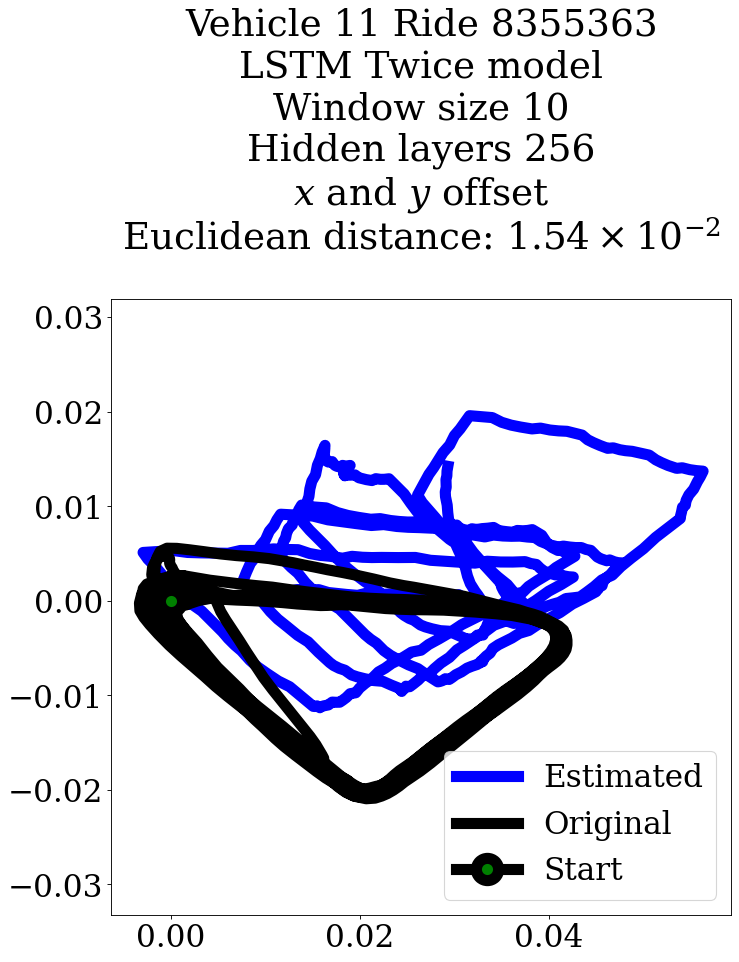 Vehicle 11 Ride 8355363
LSTM Twice model
Window size 10
Hidden layers 256
x and y offset
Euclidean distance: 1.54 × 10⁻²
0.03
0.02
0.01
0.00
−0.01
−0.02
−0.03
Estimated
Original
Start
0.00 0.02 0.04